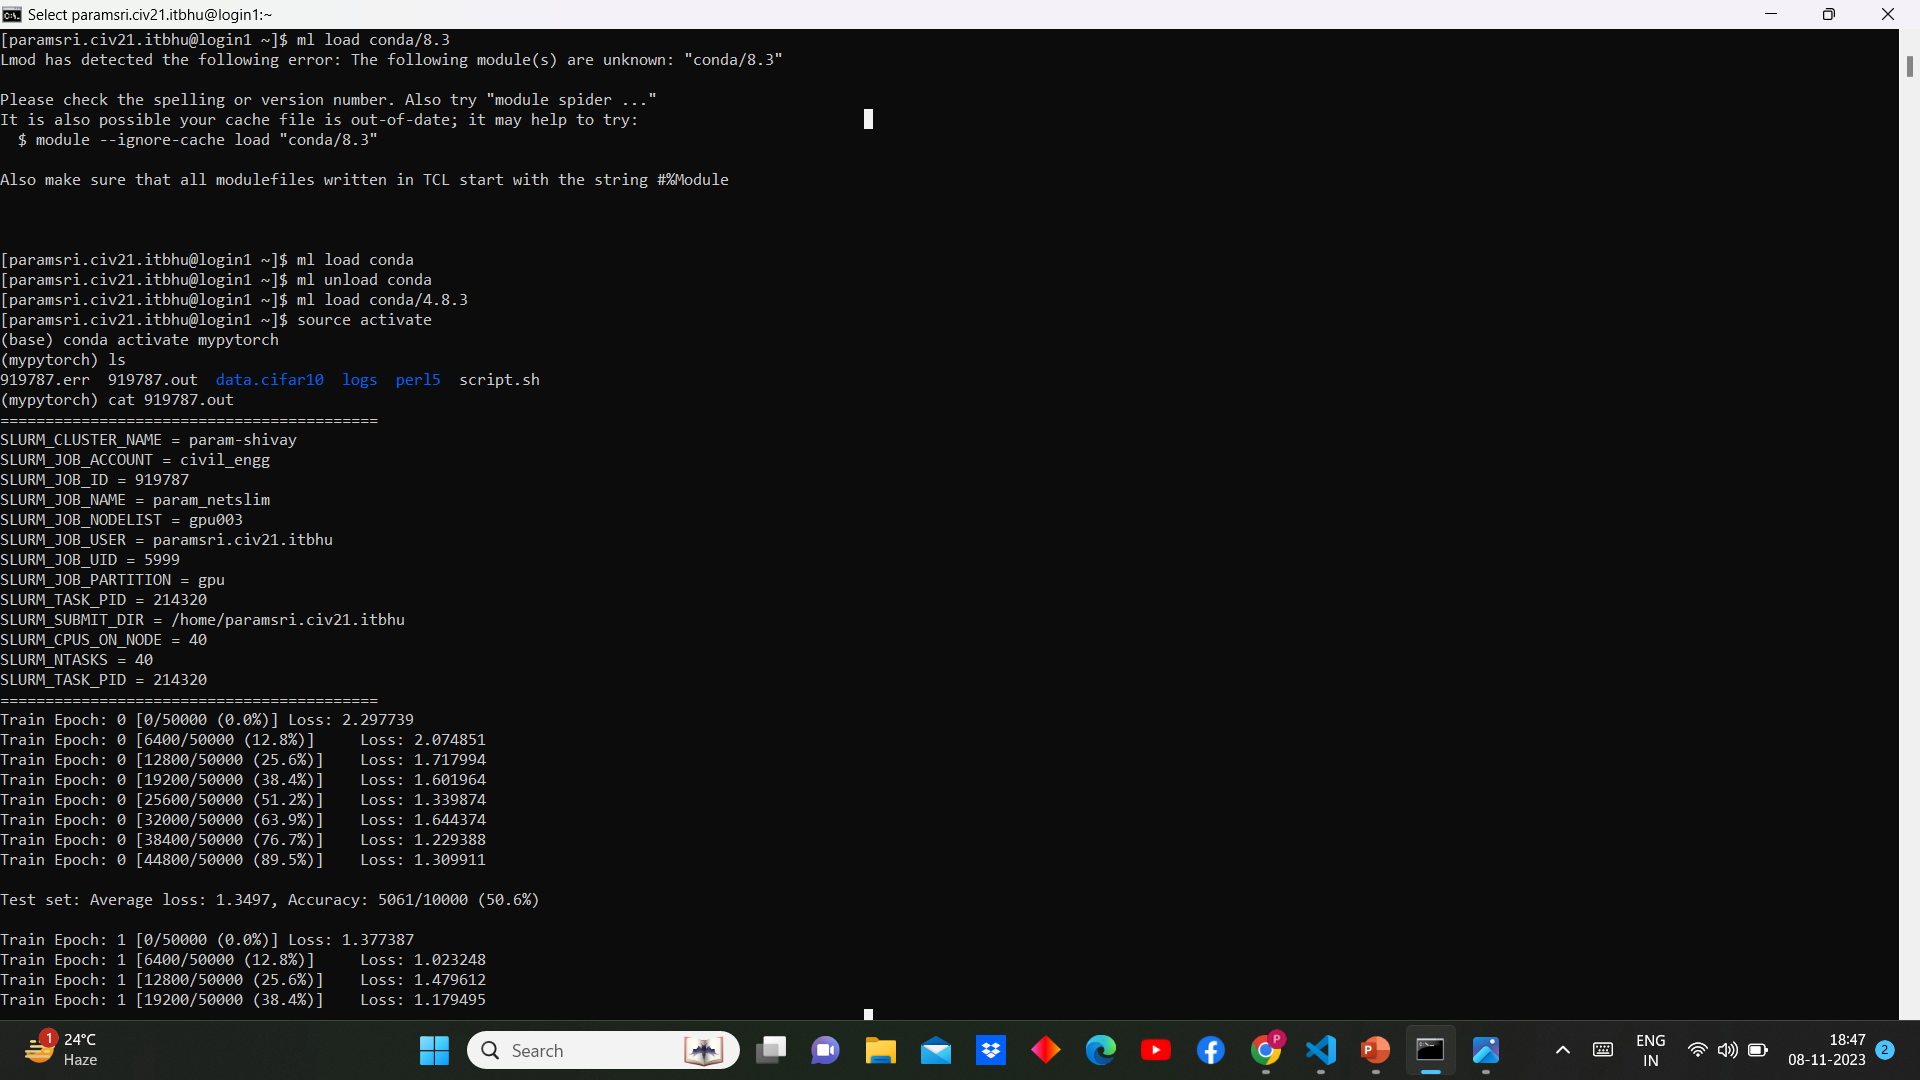 Select paramsri.civ21.itbhu@login1:~
[paramsri.civ21.itbhu@login1 ~]$ ml load conda/8.3
Lmod has detected the following error: The following module(s) are unknown: "conda/8.3"
Please check the spelling or version number. Also try "module spider ..."
It is also possible your cache file is out-of-date; it may help to try:
$ module --ignore-cache load "conda/8.3"
Also make sure that all modulefiles written in TCL start with the string #%Module
[paramsri.civ21.itbhu@login1 ~]$ ml load conda
[paramsri.civ21.itbhu@login1 ~]$ ml unload conda
[paramsri.civ21.itbhu@login1 ~]$ ml load conda/4.8.3
[paramsri.civ21.itbhu@login1 ~]$ source activate
(base) conda activate mypytorch
(mypytorch) ls
919787.err 919787.out data.cifar10 logs perl5 script.sh
(mypytorch) cat 919787.out
==========================================
SLURM_CLUSTER_NAME = param-shivay
SLURM_JOB_ACCOUNT = civil_engg
SLURM_JOB_ID = 919787
SLURM_JOB_NAME = param_netslim
SLURM_JOB_NODELIST = gpu003
SLURM_JOB_USER = paramsri.civ21.itbhu
SLURM_JOB_UID = 5999
SLURM_JOB_PARTITION = gpu
SLURM_TASK_PID = 214320
SLURM_SUBMIT_DIR = /home/paramsri.civ21.itbhu
SLURM_CPUS_ON_NODE = 40
SLURM_NTASKS = 40
SLURM_TASK_PID = 214320
==========================================
Train Epoch: 0 [0/50000 (0.0%)] Loss: 2.297739
Train Epoch: 0 [6400/50000 (12.8%)] Loss: 2.074851
Train Epoch: 0 [12800/50000 (25.6%)] Loss: 1.717994
Train Epoch: 0 [19200/50000 (38.4%)] Loss: 1.601964
Train Epoch: 0 [25600/50000 (51.2%)] Loss: 1.339874
Train Epoch: 0 [32000/50000 (63.9%)] Loss: 1.644374
Train Epoch: 0 [38400/50000 (76.7%)] Loss: 1.229388
Train Epoch: 0 [44800/50000 (89.5%)] Loss: 1.309911
Test set: Average loss: 1.3497, Accuracy: 5061/10000 (50.6%)
Train Epoch: 1 [0/50000 (0.0%)] Loss: 1.377387
Train Epoch: 1 [6400/50000 (12.8%)] Loss: 1.023248
Train Epoch: 1 [12800/50000 (25.6%)] Loss: 1.479612
Train Epoch: 1 [19200/50000 (38.4%)] Loss: 1.179495
1
24°C
Haze
Search
P
P
ENG
IN
18:47
08-11-2023
2